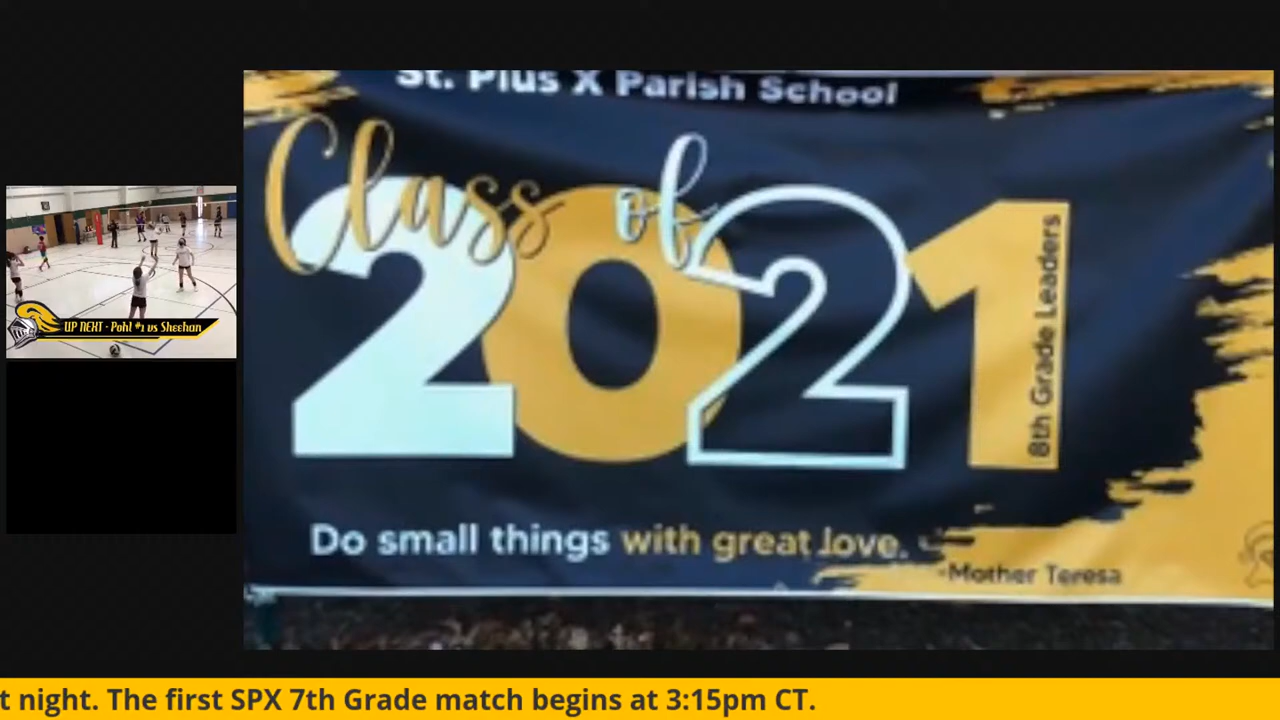 St. Pius X Parish School
Class of
2021
8th Grade Leaders
Do small things with great love.
-Mother Teresa
UP NEXT - Pohl #1 vs Sheehan
t night. The first SPX 7th Grade match begins at 3:15pm CT.